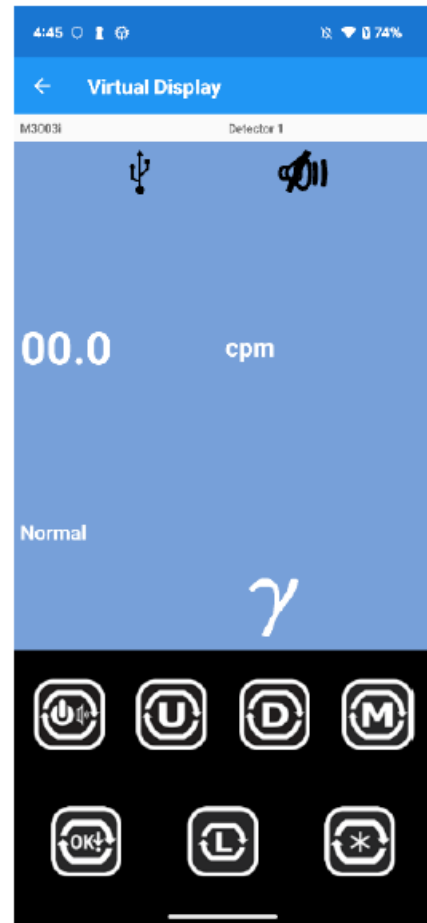 4:45 74%
Virtual Display
M3003i Detector 1
00.0 cpm
Normal
γ
U D M
OK! L *